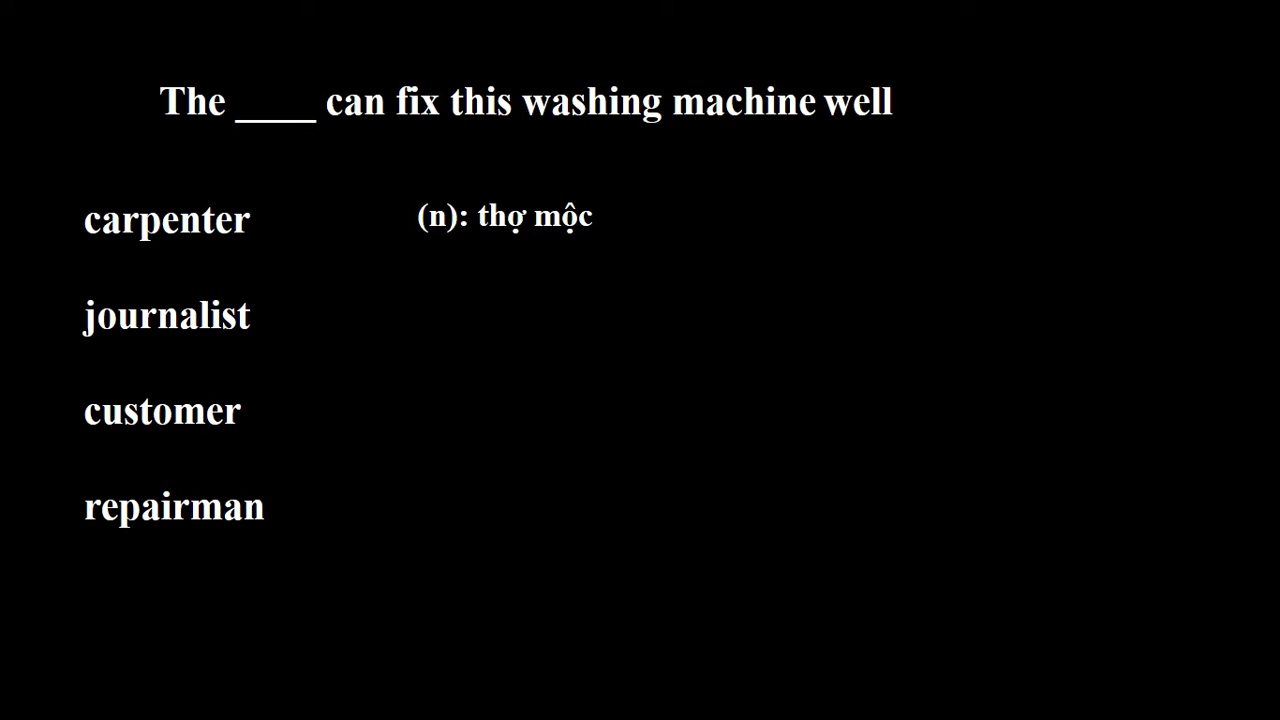 The ____ can fix this washing machine well
carpenter (n): thợ mộc
journalist
customer
repairman